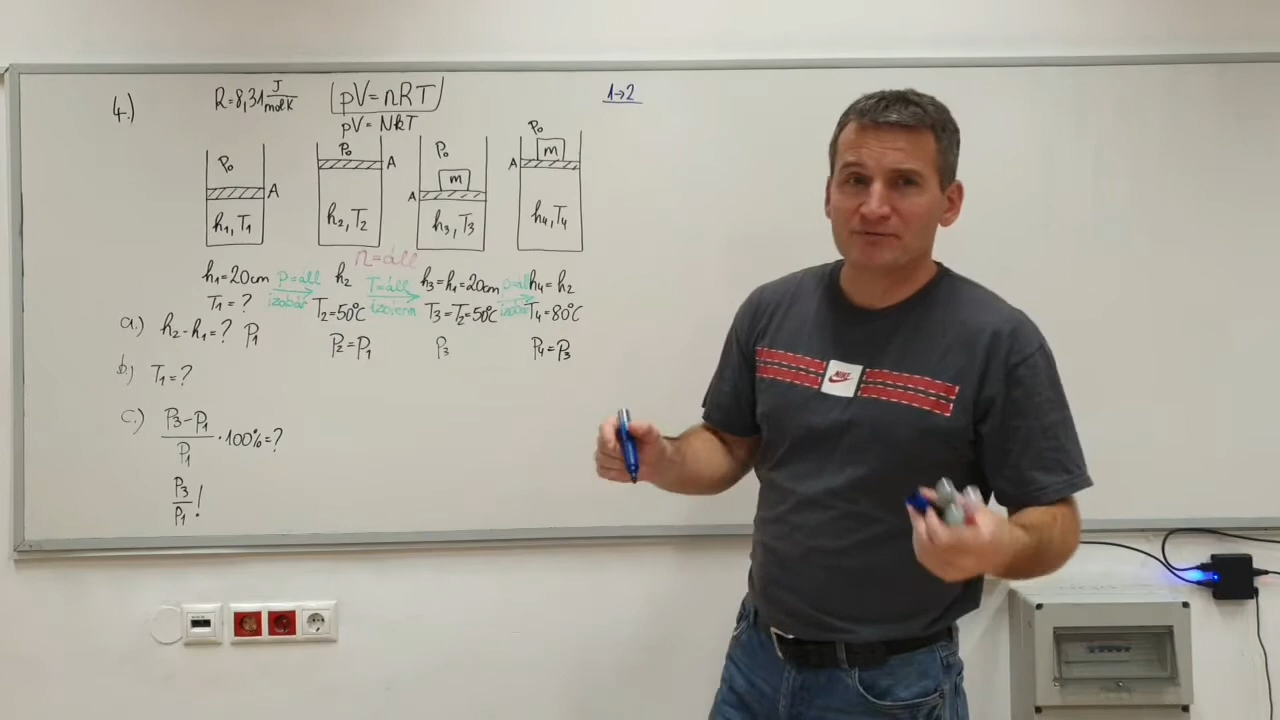 4.)
R=8,31 J/molK
pV=nRT
pV=NkT
1→2
P₀
A
h₁,T₁
P₀
A
h₂,T₂
P₀
m
A
h₃,T₃
P₀
m
A
h₄,T₄
n=áll
h₁=20cm
T₁=?
p=áll
izobár
h₂
T₂=50°C
P₂=P₁
T=áll
izoterm
h₃=h₁=20cm
T₃=T₂=50°C
P₃
p=áll
izobár
h₄=h₂
T₄=80°C
P₄=P₃
a.) h₂-h₁=? P₁
b.) T₁=?
c.) P₃-P₁/P₁ ·100%=?
P₃/P₁!
NIKE